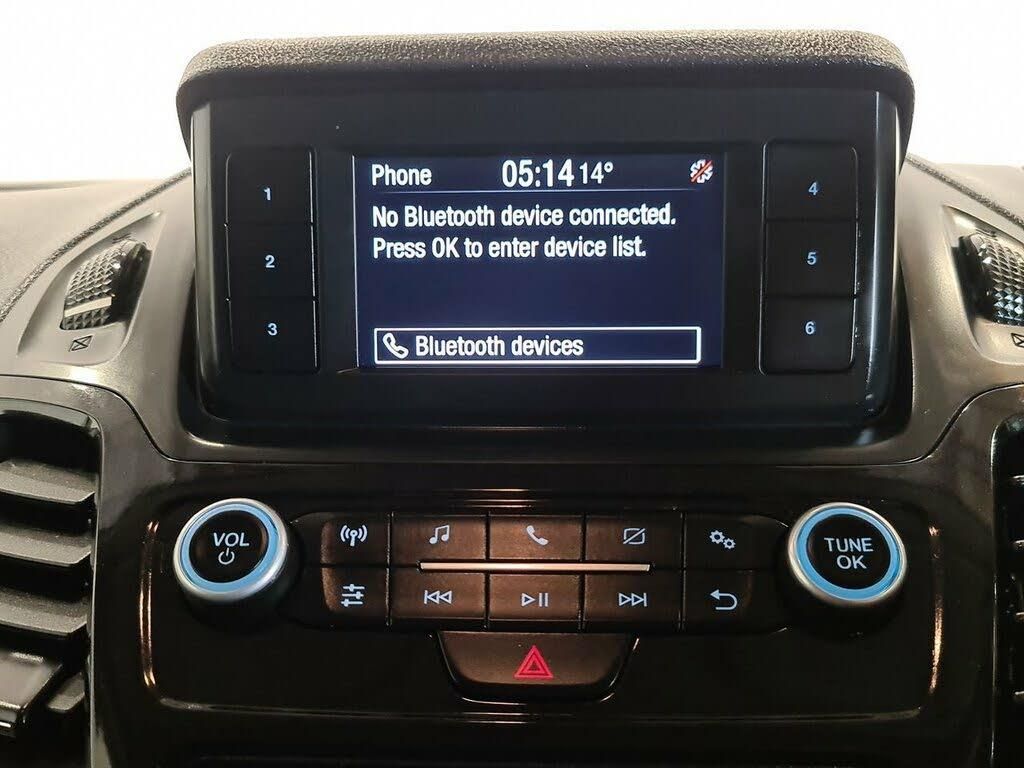 Phone 05:14 14°
No Bluetooth device connected.
Press OK to enter device list.
Bluetooth devices
1
2
3
4
5
6
VOL
TUNE
OK